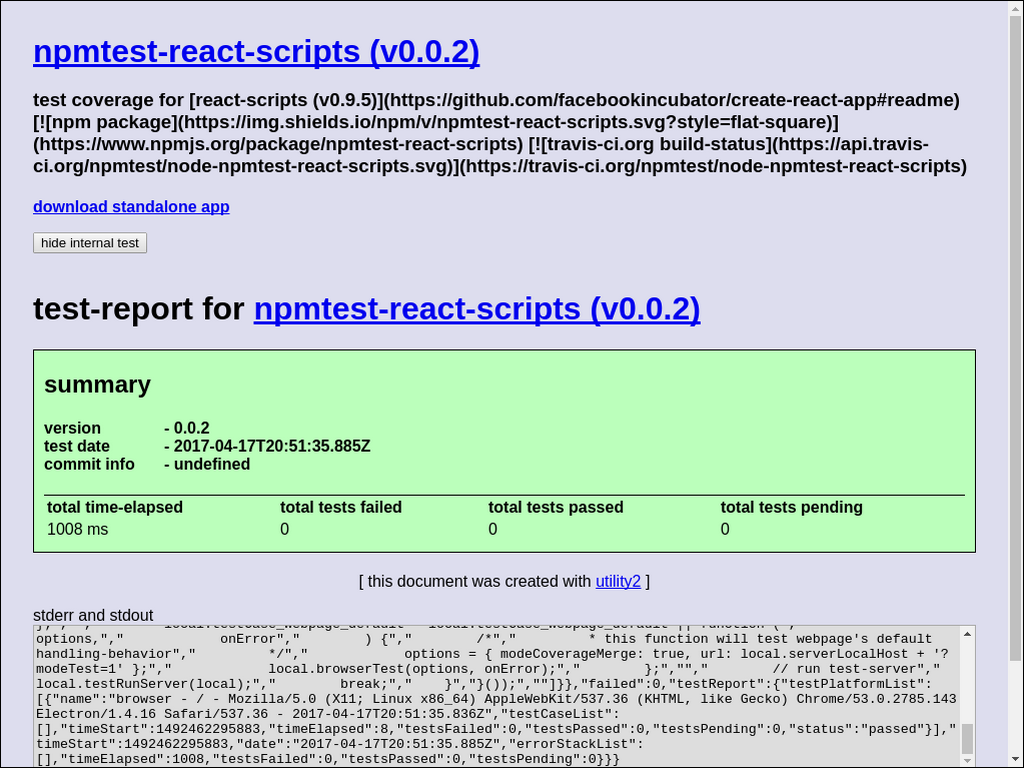 npmtest-react-scripts (v0.0.2)
test coverage for [react-scripts (v0.9.5)](https://github.com/facebookincubator/create-react-app#readme)
[![npm package](https://img.shields.io/npm/v/npmtest-react-scripts.svg?style=flat-square)]
(https://www.npmjs.org/package/npmtest-react-scripts) [![travis-ci.org build-status](https://api.travis-
ci.org/npmtest/node-npmtest-react-scripts.svg)](https://travis-ci.org/npmtest/node-npmtest-react-scripts)
download standalone app
hide internal test
test-report for npmtest-react-scripts (v0.0.2)
summary
version - 0.0.2
test date - 2017-04-17T20:51:35.885Z
commit info - undefined
total time-elapsed total tests failed total tests passed total tests pending
1008 ms 0 0 0
[ this document was created with utility2 ]
stderr and stdout
options,","            onError","        ) {","        /*","        * this function will test webpage's default
handling-behavior","         */","            options = { modeCoverageMerge: true, url: local.serverLocalHost + '?
modeTest=1' };","            local.browserTest(options, onError);","        };","","        // run test-server","
local.testRunServer(local);","        break;","    }","}());",""]}},"failed":0,"testReport":{"testPlatformList":
[{"name":"browser - / - Mozilla/5.0 (X11; Linux x86_64) AppleWebKit/537.36 (KHTML, like Gecko) Chrome/53.0.2785.143
Electron/1.4.16 Safari/537.36 - 2017-04-17T20:51:35.836Z","testCaseList":
[],"timeStart":1492462295883,"timeElapsed":8,"testsFailed":0,"testsPassed":0,"testsPending":0,"status":"passed"}],"
timeStart":1492462295883,"date":"2017-04-17T20:51:35.885Z","errorStackList":
[],"timeElapsed":1008,"testsFailed":0,"testsPassed":0,"testsPending":0}}}